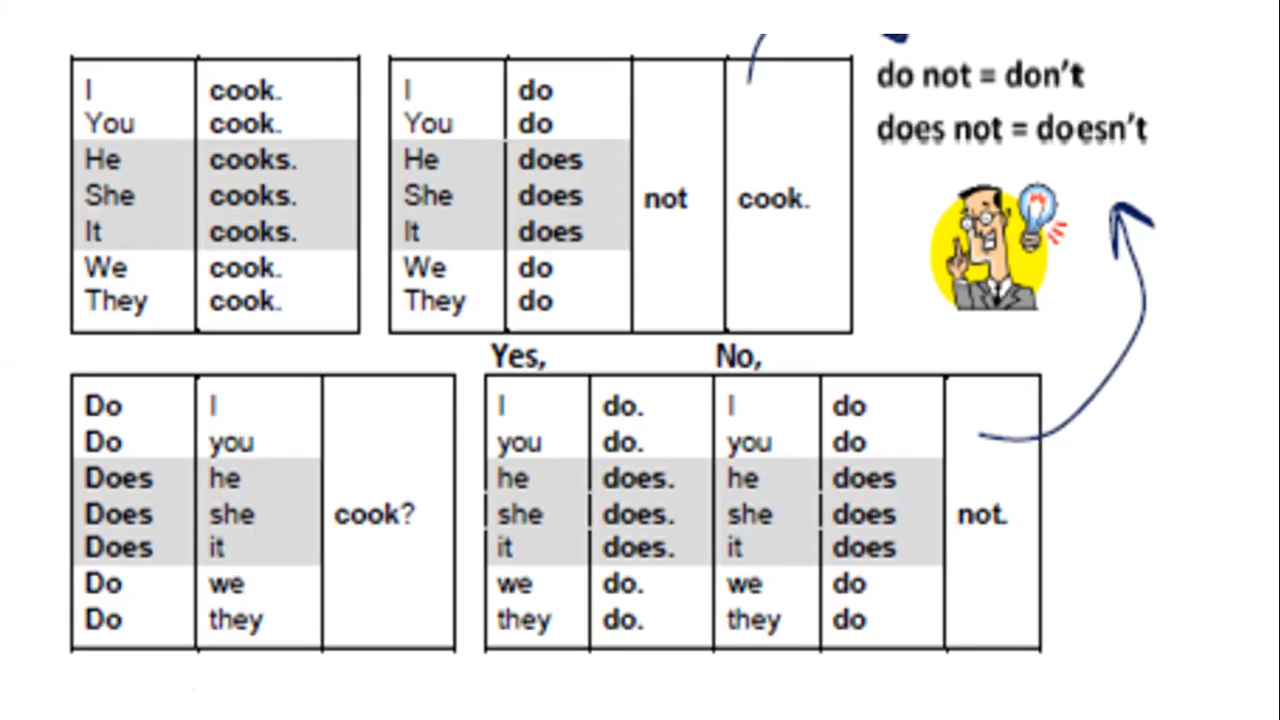 I cook.
You cook.
He cooks.
She cooks.
It cooks.
We cook.
They cook.
I do
You do
He does
She does not cook.
It does
We do
They do
do not = don't
does not = doesn't
Do I
Do you
Does he
Does she cook?
Does it
Do we
Do they
Yes, No,
I do. I do
you do. you do
he does. he does
she does. she does not.
it does. it does
we do. we do
they do. they do